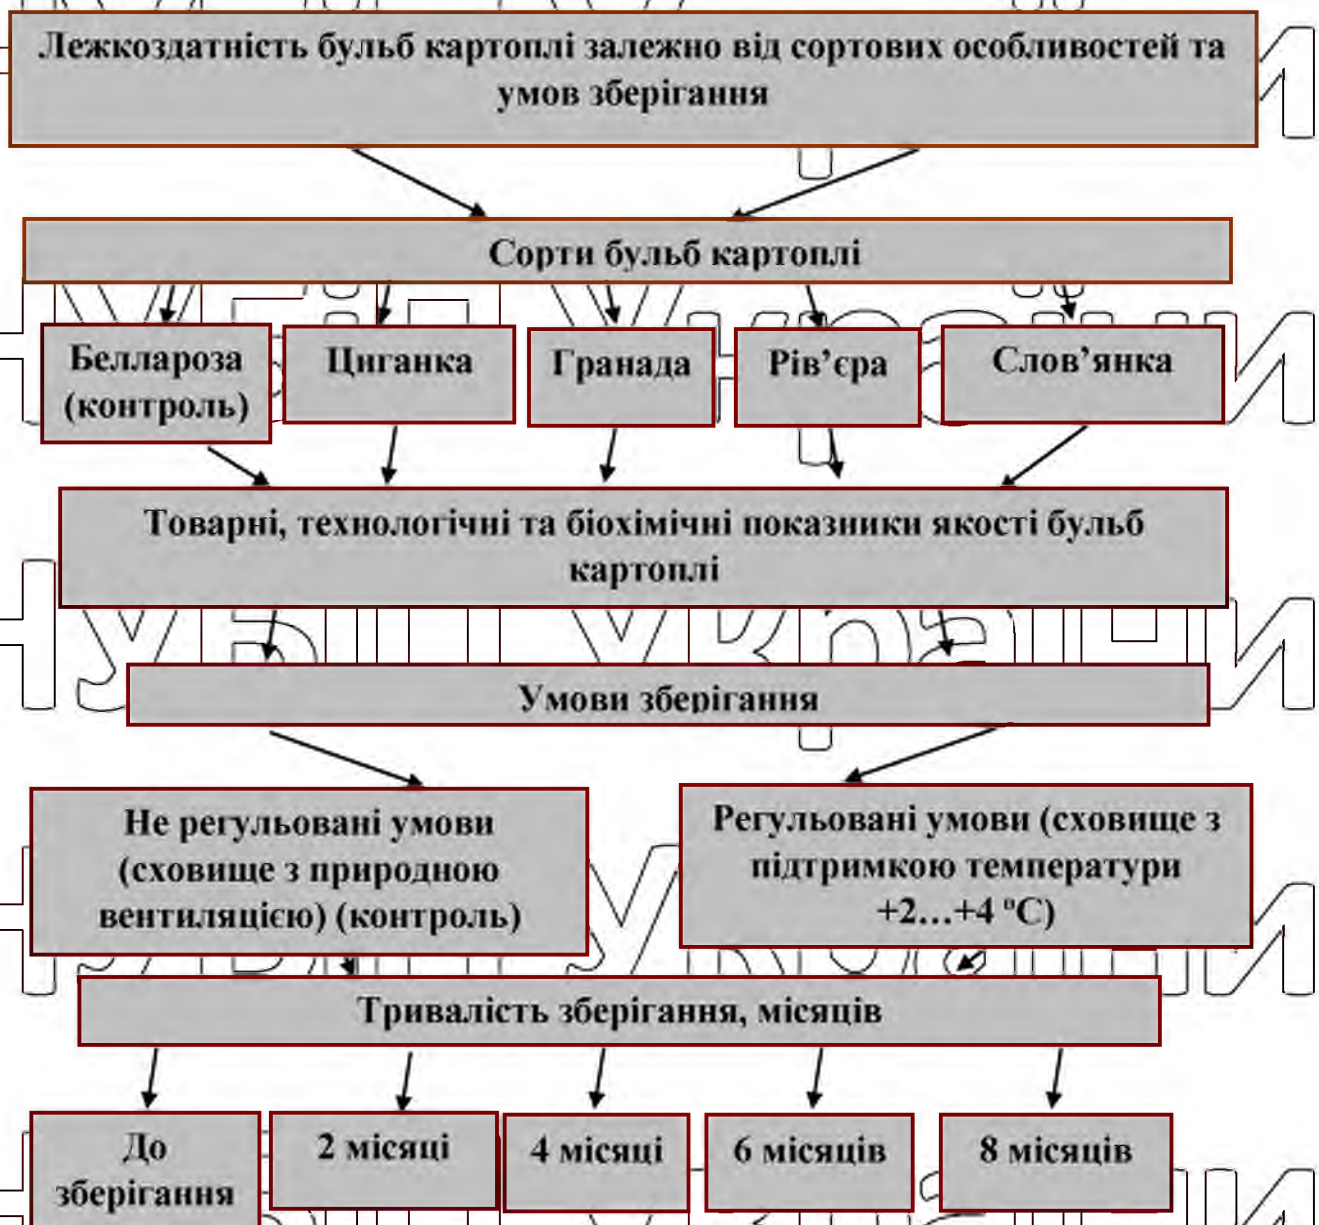 Лежкоздатність бульб картоплі залежно від сортових особливостей та
умов зберігання
Сорти бульб картоплі
Беллароза
(контроль)
Циганка
Гранада
Рів’єра
Слов’янка
Товарні, технологічні та біохімічні показники якості бульб
картоплі
Умови зберігання
Не регульовані умови
(сховище з природною
вентиляцією) (контроль)
Регульовані умови (сховище з
підтримкою температури
+2…+4 ºС)
Тривалість зберігання, місяців
До
зберігання
2 місяці
4 місяці
6 місяців
8 місяців